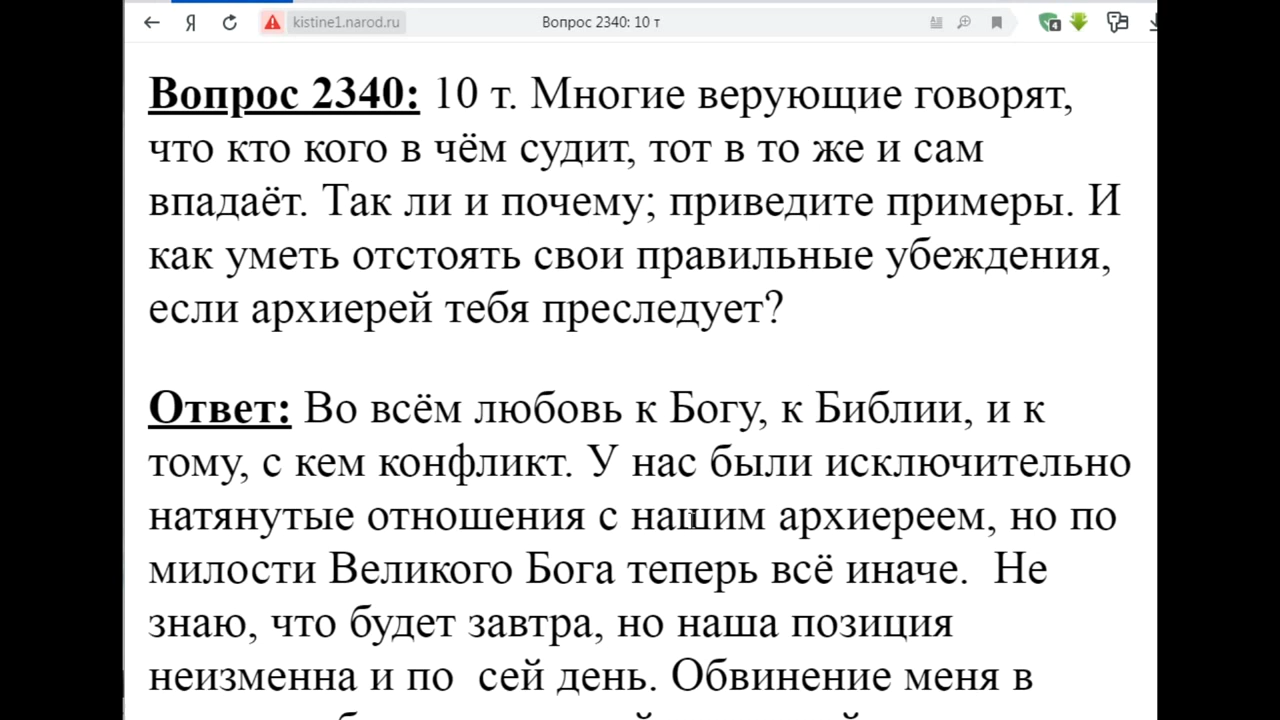 kistine1.narod.ru
Вопрос 2340: 10 т
4
Вопрос 2340: 10 т. Многие верующие говорят,
что кто кого в чём судит, тот в то же и сам
впадаёт. Так ли и почему; приведите примеры. И
как уметь отстоять свои правильные убеждения,
если архиерей тебя преследует?
Ответ: Во всём любовь к Богу, к Библии, и к
тому, с кем конфликт. У нас были исключительно
натянутые отношения с нашим архиереем, но по
милости Великого Бога теперь всё иначе.  Не
знаю, что будет завтра, но наша позиция
неизменна и по  сей день. Обвинение меня в